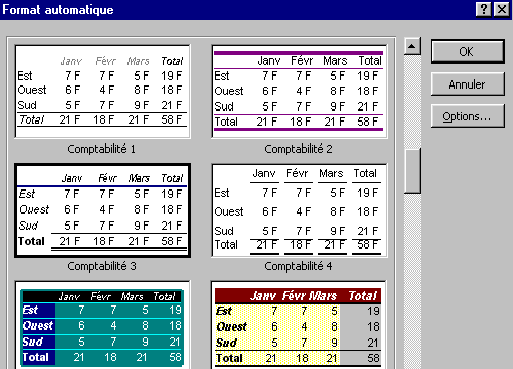 Format automatique
OK
Annuler
Options...
Janv Févr Mars Total
Est 7 F 7 F 5 F 19 F
Ouest 6 F 4 F 8 F 18 F
Sud 5 F 7 F 9 F 21 F
Total 21 F 18 F 21 F 58 F
Comptabilité 1
Janv Févr Mars Total
Est 7 F 7 F 5 F 19 F
Ouest 6 F 4 F 8 F 18 F
Sud 5 F 7 F 9 F 21 F
Total 21 F 18 F 21 F 58 F
Comptabilité 2
Janv Févr Mars Total
Est 7 F 7 F 5 F 19 F
Ouest 6 F 4 F 8 F 18 F
Sud 5 F 7 F 9 F 21 F
Total 21 F 18 F 21 F 58 F
Comptabilité 3
Janv Févr Mars Total
Est 7 F 7 F 5 F 19 F
Ouest 6 F 4 F 8 F 18 F
Sud 5 F 7 F 9 F 21 F
Total 21 F 18 F 21 F 58 F
Comptabilité 4
Janv Févr Mars Total
Est 7 7 5 19
Ouest 6 4 8 18
Sud 5 7 9 21
Total 21 18 21 58
Janv Févr Mars Total
Est 7 7 5 19
Ouest 6 4 8 18
Sud 5 7 9 21
Total 21 18 21 58